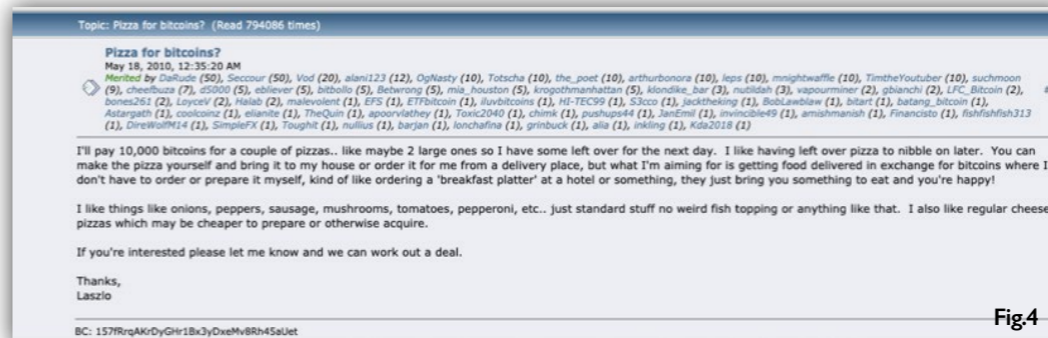 Topic: Pizza for bitcoins? (Read 794086 times)
Pizza for bitcoins?
May 18, 2010, 12:35:20 AM
Merited by DaRude (50), Seccour (50), Vod (20), alani123 (12), OgNasty (10), Totscha (10), the_poet (10), arthurbonora (10), leps (10), mnightwaffle (10), TimtheYoutuber (10), suchmoon
(9), cheefbuza (7), d5000 (5), ebliever (5), bitbollo (5), Betwrong (5), mia_houston (5), krogothmanhattan (5), klondike_bar (3), nutildah (3), vapourminer (2), gbianchi (2), LFC_Bitcoin (2),
bones261 (2), LoyceV (2), Halab (2), malevolent (1), EFS (1), ETFbitcoin (1), iluvbitcoins (1), HI-TEC99 (1), S3cco (1), jacktheking (1), BobLawblaw (1), bitart (1), batang_bitcoin (1),
Astargath (1), coolcoinz (1), elianite (1), TheQuin (1), apoorvlathey (1), Toxic2040 (1), chimk (1), pushups44 (1), JanEmil (1), invincible49 (1), amishmanish (1), Financisto (1), fishfishfish313
(1), DireWolfM14 (1), SimpleFX (1), Toughit (1), nullius (1), barjan (1), lonchafina (1), grinbuck (1), alia (1), inkling (1), Kda2018 (1)
I'll pay 10,000 bitcoins for a couple of pizzas.. like maybe 2 large ones so I have some left over for the next day. I like having left over pizza to nibble on later. You can
make the pizza yourself and bring it to my house or order it for me from a delivery place, but what I'm aiming for is getting food delivered in exchange for bitcoins where I
don't have to order or prepare it myself, kind of like ordering a 'breakfast platter' at a hotel or something, they just bring you something to eat and you're happy!
I like things like onions, peppers, sausage, mushrooms, tomatoes, pepperoni, etc.. just standard stuff no weird fish topping or anything like that. I also like regular cheese
pizzas which may be cheaper to prepare or otherwise acquire.
If you're interested please let me know and we can work out a deal.
Thanks,
Laszlo
BC: 157fRrqAKrDyGHr1Bx3yDxeMv8Rh45aUet
Fig.4